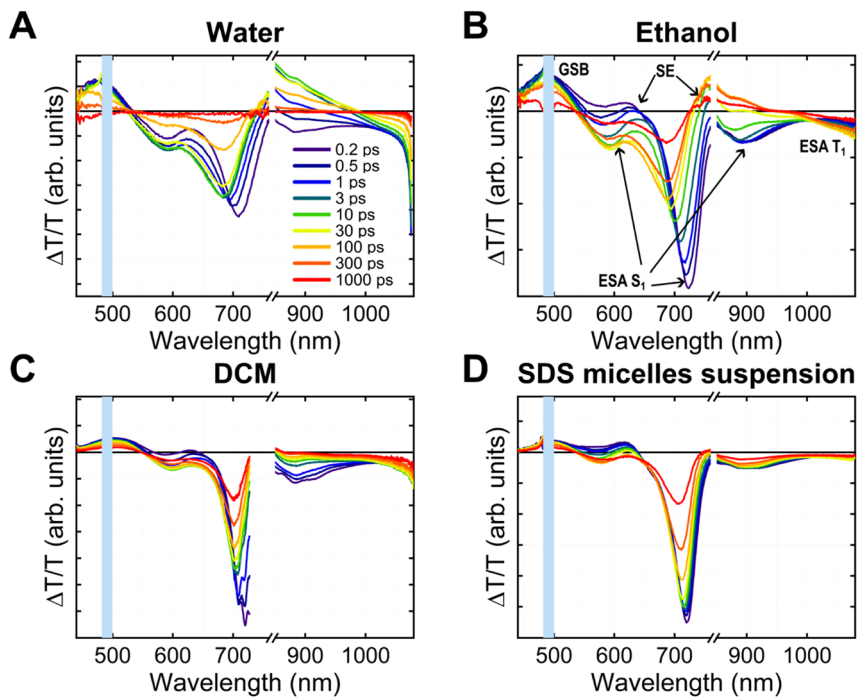 A
Water
ΔT/T (arb. units)
0.2 ps
0.5 ps
1 ps
3 ps
10 ps
30 ps
100 ps
300 ps
1000 ps
500 600 700 900 1000
Wavelength (nm)
B
Ethanol
ΔT/T (arb. units)
GSB
SE
ESA T₁
ESA S₁
500 600 700 900 1000
Wavelength (nm)
C
DCM
ΔT/T (arb. units)
500 600 700 900 1000
Wavelength (nm)
D
SDS micelles suspension
ΔT/T (arb. units)
500 600 700 900 1000
Wavelength (nm)